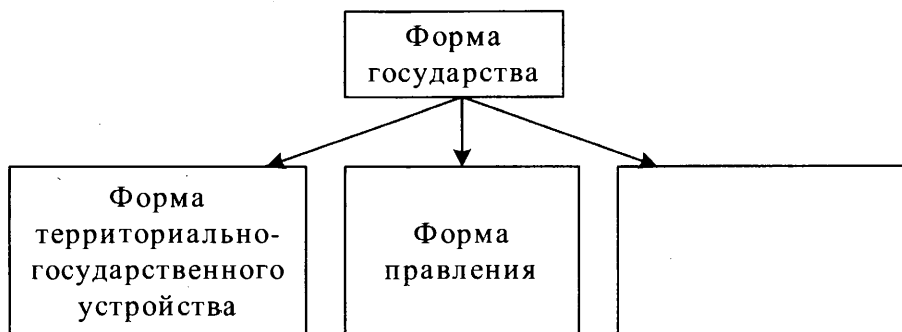 Форма
государства
Форма
территориально-
государственного
устройства
Форма
правления